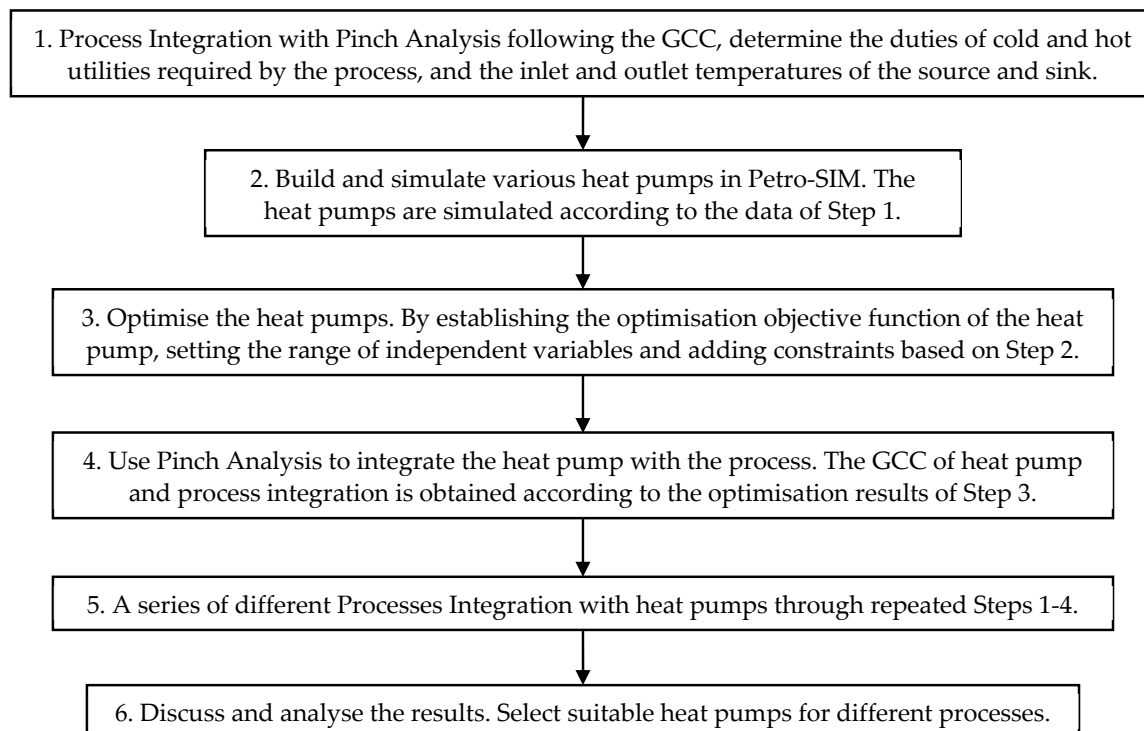 1. Process Integration with Pinch Analysis following the GCC, determine the duties of cold and hot
utilities required by the process, and the inlet and outlet temperatures of the source and sink.
2. Build and simulate various heat pumps in Petro-SIM. The
heat pumps are simulated according to the data of Step 1.
3. Optimise the heat pumps. By establishing the optimisation objective function of the heat
pump, setting the range of independent variables and adding constraints based on Step 2.
4. Use Pinch Analysis to integrate the heat pump with the process. The GCC of heat pump
and process integration is obtained according to the optimisation results of Step 3.
5. A series of different Processes Integration with heat pumps through repeated Steps 1-4.
6. Discuss and analyse the results. Select suitable heat pumps for different processes.